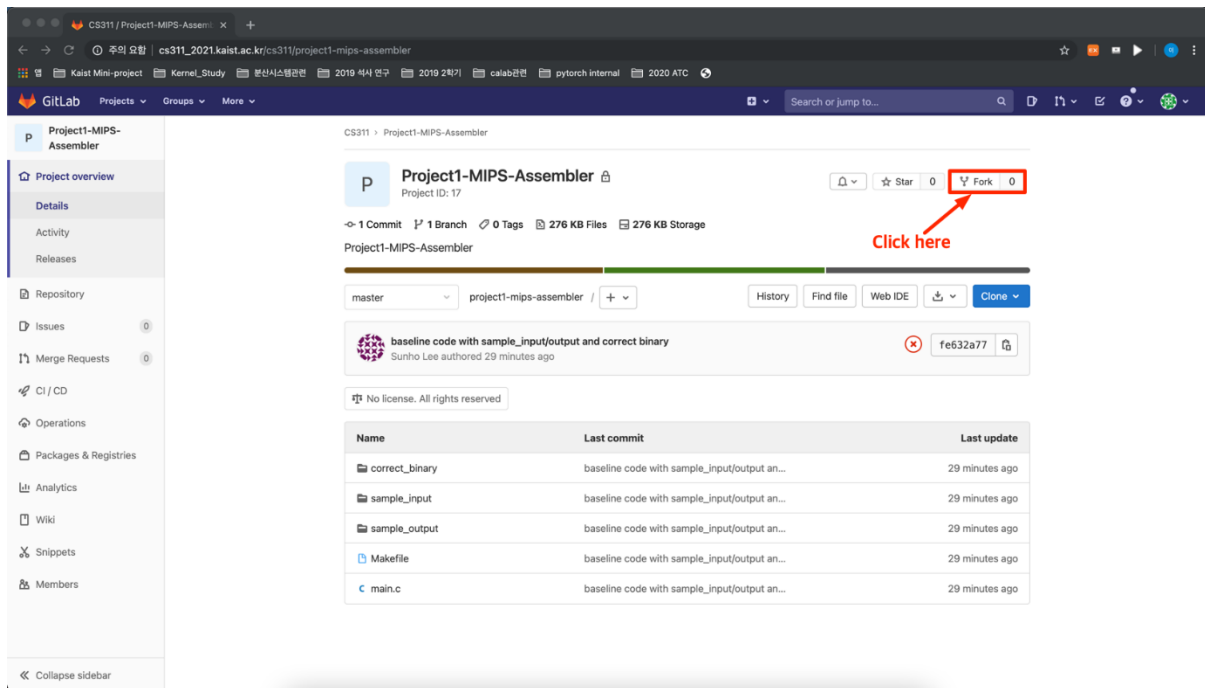 CS311 / Project1-MIPS-Assem
주의 요함 | cs311_2021.kaist.ac.kr/cs311/project1-mips-assembler
앱 Kaist Mini-project Kernel_Study 분산시스템관련 2019 석사 연구 2019 2학기 calab관련 pytorch internal 2020 ATC
GitLab Projects Groups More Search or jump to...
P Project1-MIPS-
Assembler
Project overview
Details
Activity
Releases
Repository
Issues 0
Merge Requests 0
CI / CD
Operations
Packages & Registries
Analytics
Wiki
Snippets
Members
Collapse sidebar
CS311 > Project1-MIPS-Assembler
P Project1-MIPS-Assembler
Project ID: 17
Star 0 Fork 0
1 Commit 1 Branch 0 Tags 276 KB Files 276 KB Storage
Click here
Project1-MIPS-Assembler
master project1-mips-assembler / + History Find file Web IDE Clone
baseline code with sample_input/output and correct binary
Sunho Lee authored 29 minutes ago
fe632a77
No license. All rights reserved
Name Last commit Last update
correct_binary baseline code with sample_input/output an... 29 minutes ago
sample_input baseline code with sample_input/output an... 29 minutes ago
sample_output baseline code with sample_input/output an... 29 minutes ago
Makefile baseline code with sample_input/output an... 29 minutes ago
C main.c baseline code with sample_input/output an... 29 minutes ago